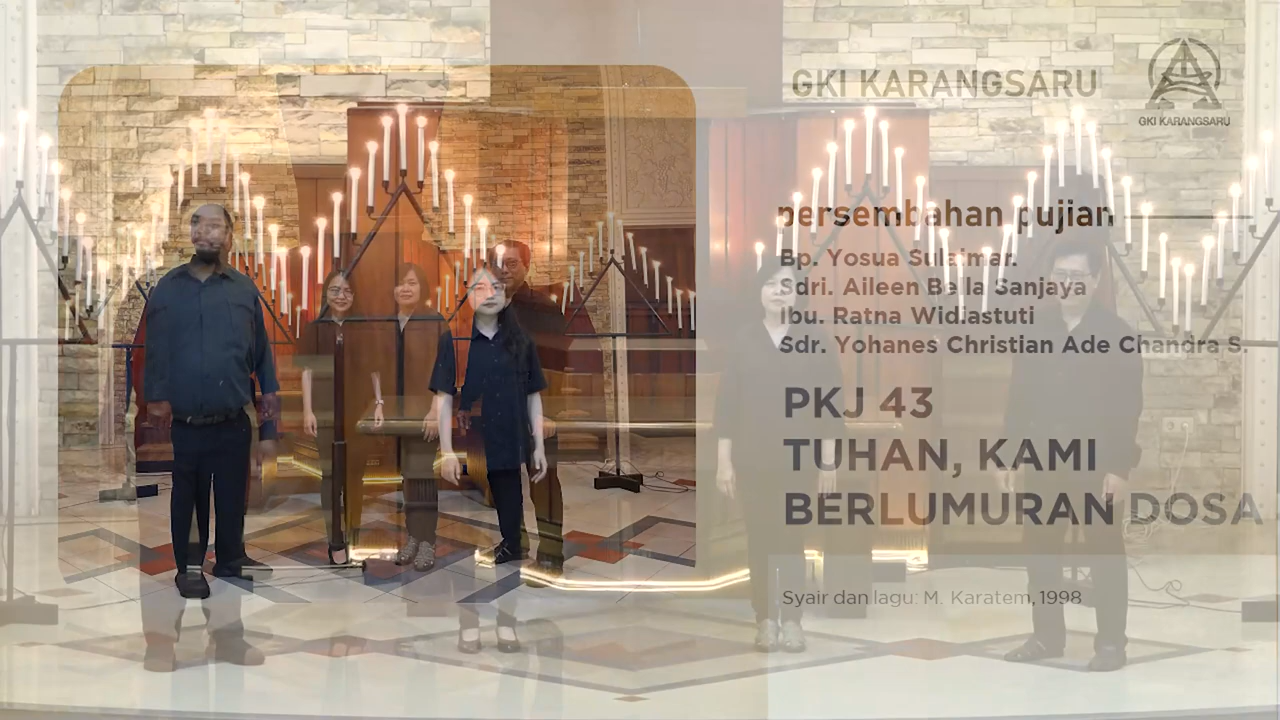 GKI KARANGSARU
GKI KARANGSARU
persembahan pujian
Bp. Yosua Sulaiman
Sdri. Aileen Bella Sanjaya
Ibu. Ratna Widiastuti
Sdr. Yohanes Christian Ade Chandra S.
PKJ 43
TUHAN, KAMI
BERLUMURAN DOSA
Syair dan lagu: M. Karatem, 1998